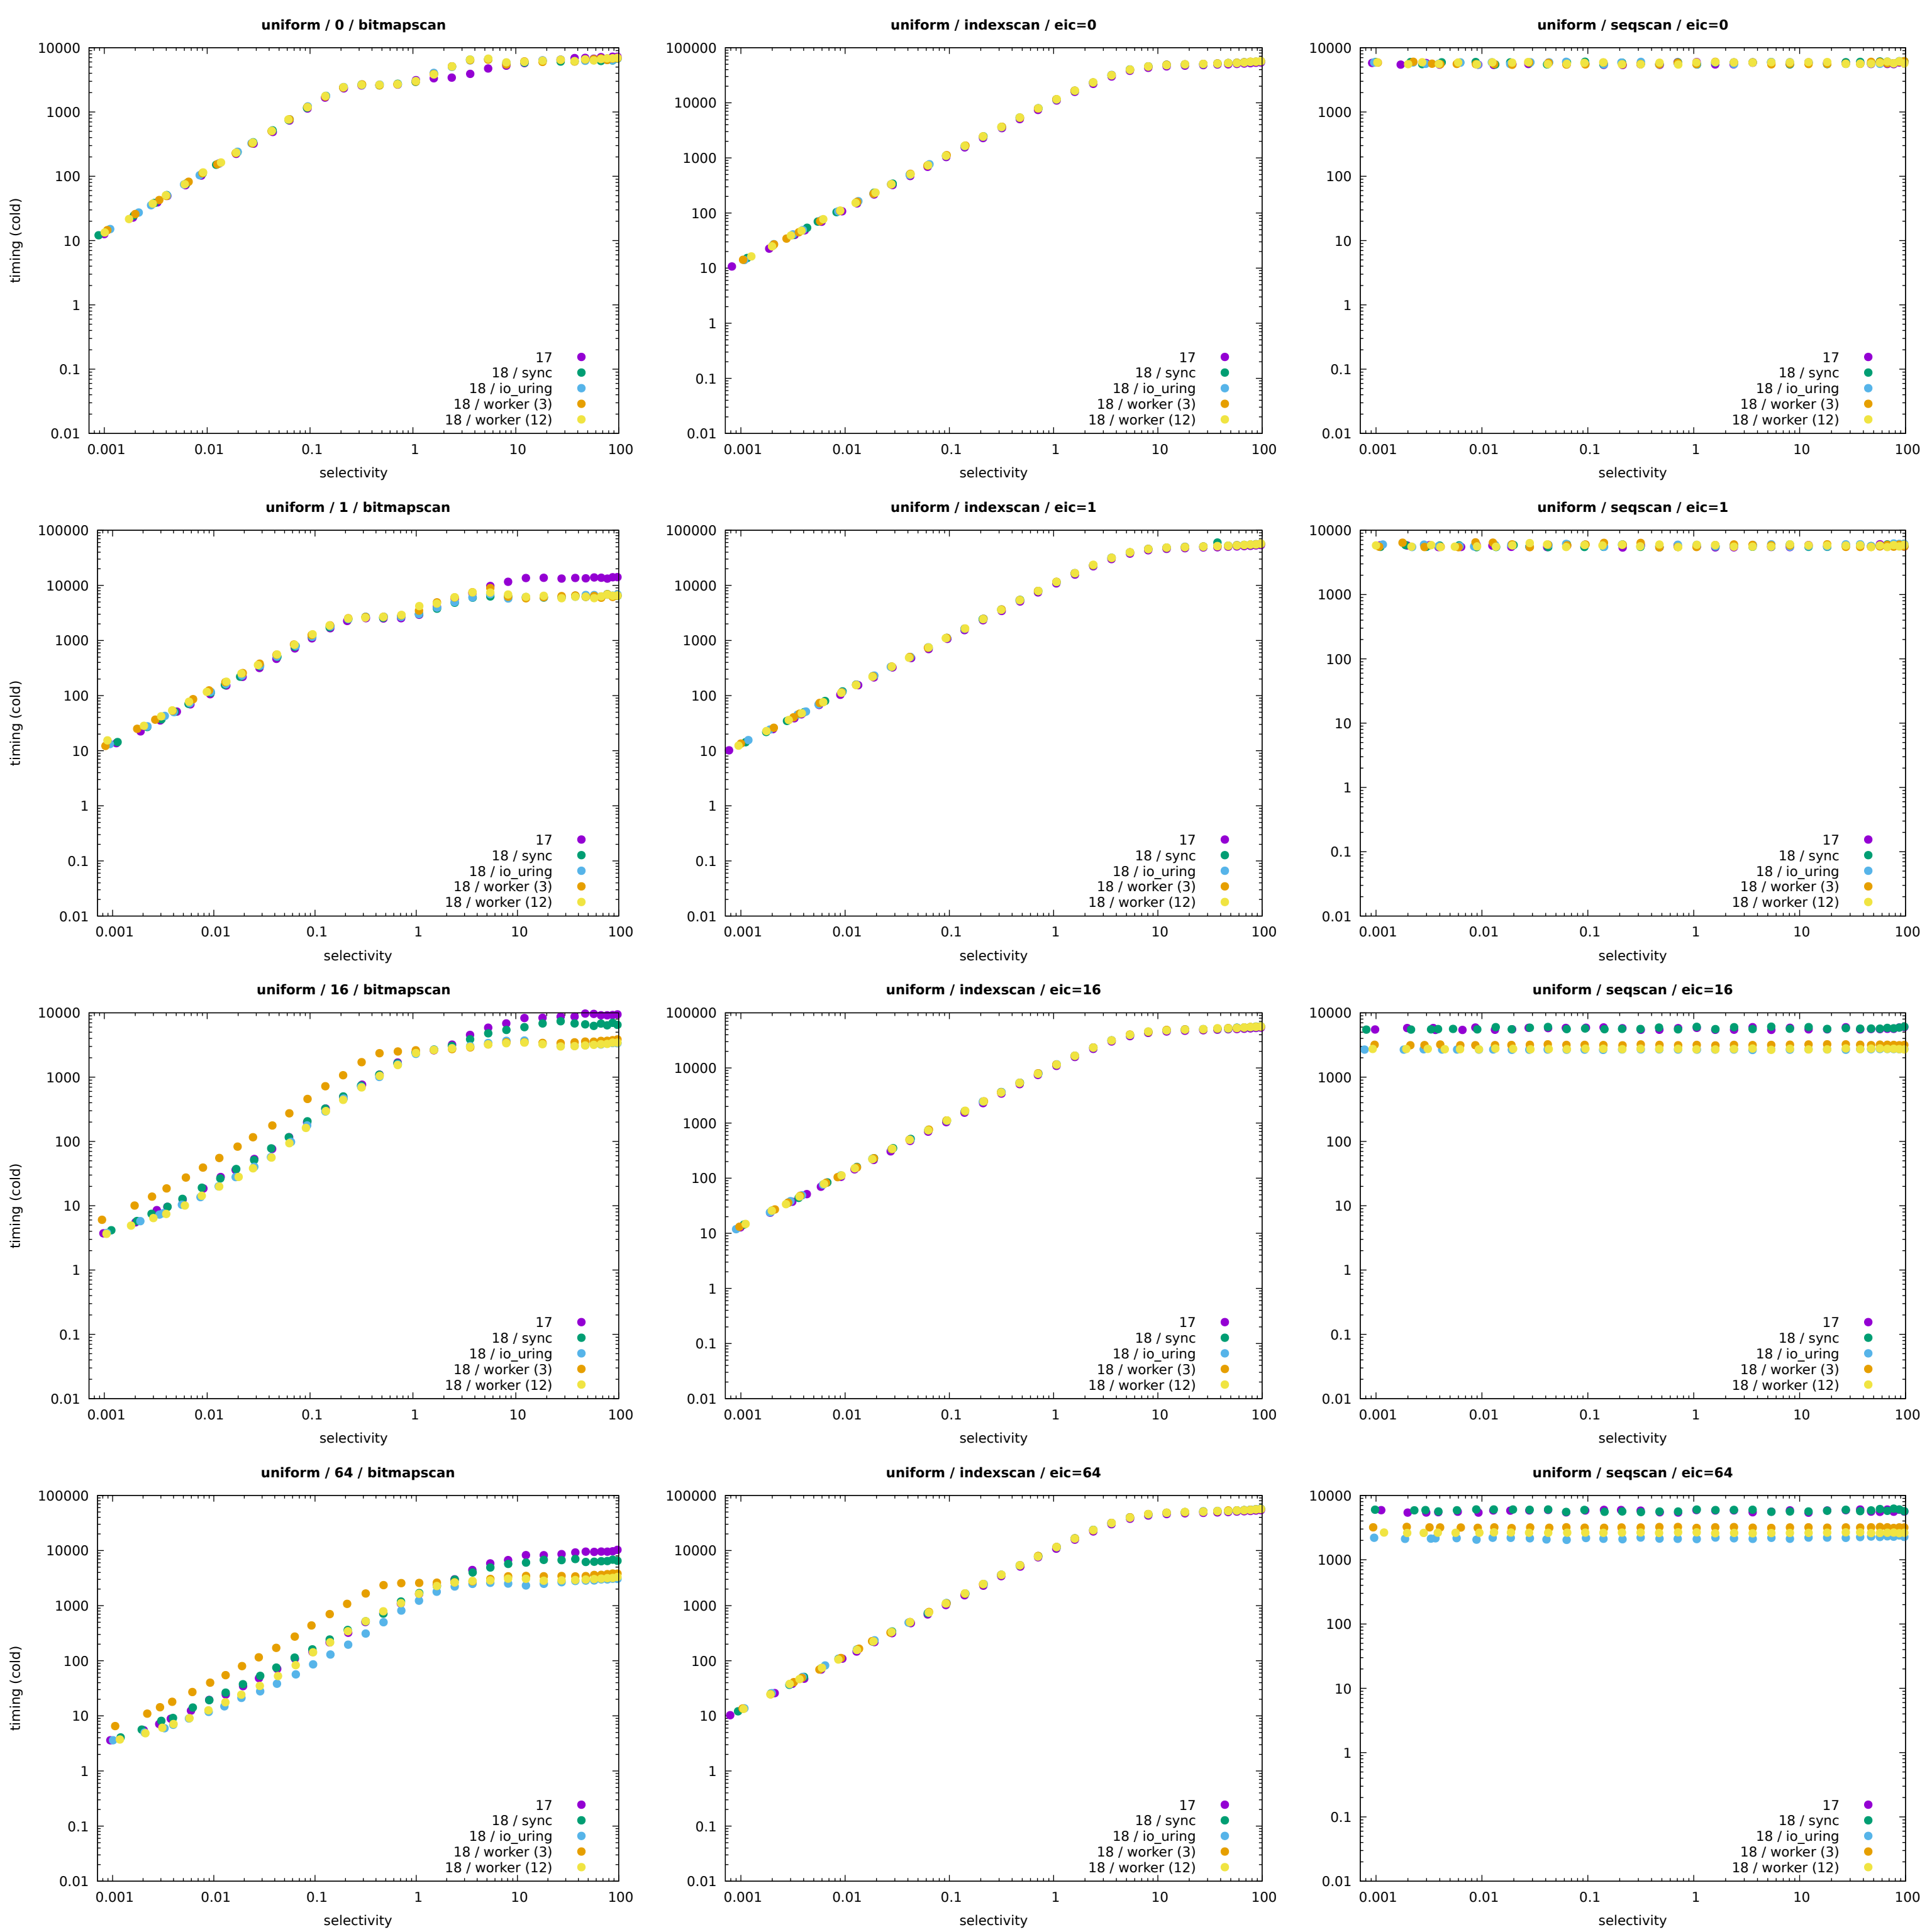 uniform / 0 / bitmapscan
10000
1000
100
10
1
0.1
0.01
timing (cold)
0.001 0.01 0.1 1 10 100
selectivity
17
18 / sync
18 / io_uring
18 / worker (3)
18 / worker (12)
uniform / indexscan / eic=0
100000
10000
1000
100
10
1
0.1
0.01
0.001 0.01 0.1 1 10 100
selectivity
17
18 / sync
18 / io_uring
18 / worker (3)
18 / worker (12)
uniform / seqscan / eic=0
10000
1000
100
10
1
0.1
0.01
0.001 0.01 0.1 1 10 100
selectivity
17
18 / sync
18 / io_uring
18 / worker (3)
18 / worker (12)
uniform / 1 / bitmapscan
100000
10000
1000
100
10
1
0.1
0.01
timing (cold)
0.001 0.01 0.1 1 10 100
selectivity
17
18 / sync
18 / io_uring
18 / worker (3)
18 / worker (12)
uniform / indexscan / eic=1
100000
10000
1000
100
10
1
0.1
0.01
0.001 0.01 0.1 1 10 100
selectivity
17
18 / sync
18 / io_uring
18 / worker (3)
18 / worker (12)
uniform / seqscan / eic=1
10000
1000
100
10
1
0.1
0.01
0.001 0.01 0.1 1 10 100
selectivity
17
18 / sync
18 / io_uring
18 / worker (3)
18 / worker (12)
uniform / 16 / bitmapscan
10000
1000
100
10
1
0.1
0.01
timing (cold)
0.001 0.01 0.1 1 10 100
selectivity
17
18 / sync
18 / io_uring
18 / worker (3)
18 / worker (12)
uniform / indexscan / eic=16
100000
10000
1000
100
10
1
0.1
0.01
0.001 0.01 0.1 1 10 100
selectivity
17
18 / sync
18 / io_uring
18 / worker (3)
18 / worker (12)
uniform / seqscan / eic=16
10000
1000
100
10
1
0.1
0.01
0.001 0.01 0.1 1 10 100
selectivity
17
18 / sync
18 / io_uring
18 / worker (3)
18 / worker (12)
uniform / 64 / bitmapscan
100000
10000
1000
100
10
1
0.1
0.01
timing (cold)
0.001 0.01 0.1 1 10 100
selectivity
17
18 / sync
18 / io_uring
18 / worker (3)
18 / worker (12)
uniform / indexscan / eic=64
100000
10000
1000
100
10
1
0.1
0.01
0.001 0.01 0.1 1 10 100
selectivity
17
18 / sync
18 / io_uring
18 / worker (3)
18 / worker (12)
uniform / seqscan / eic=64
10000
1000
100
10
1
0.1
0.01
0.001 0.01 0.1 1 10 100
selectivity
17
18 / sync
18 / io_uring
18 / worker (3)
18 / worker (12)